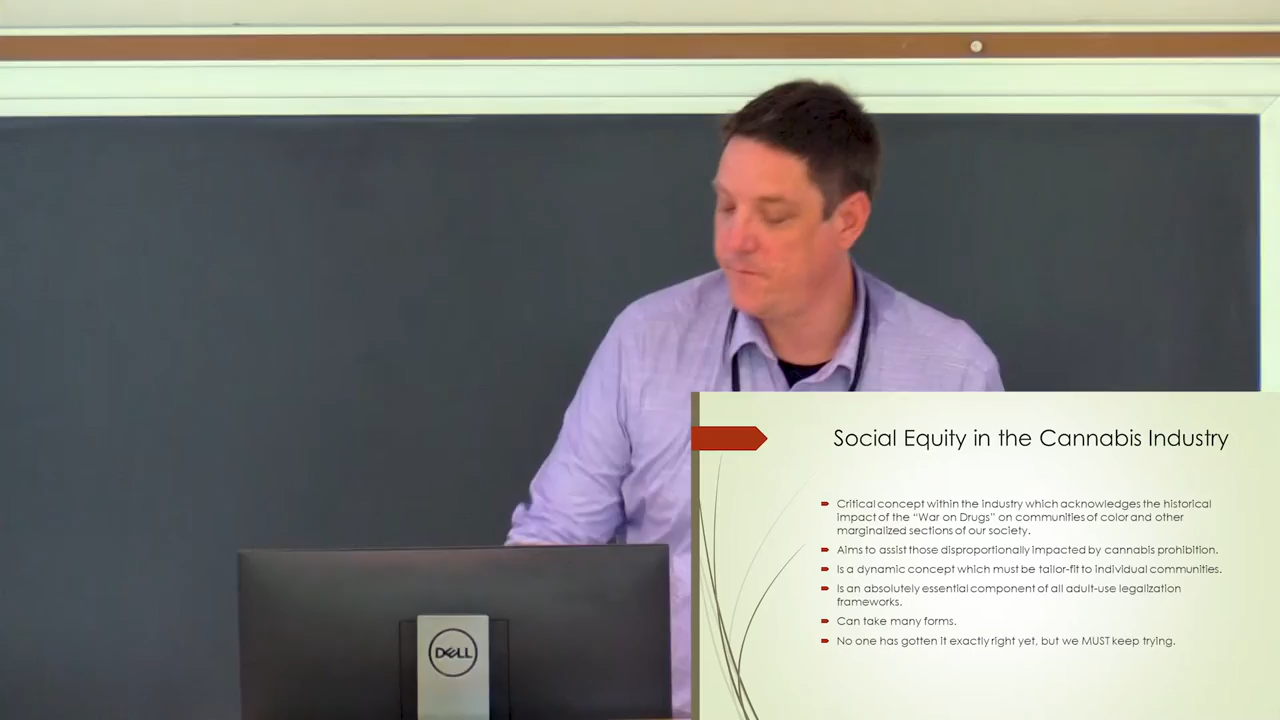 Social Equity in the Cannabis Industry
Critical concept within the industry which acknowledges the historical
impact of the "War on Drugs" on communities of color and other
marginalized sections of our society.
Aims to assist those disproportionally impacted by cannabis prohibition.
Is a dynamic concept which must be tailor-fit to individual communities.
Is an absolutely essential component of all adult-use legalization
frameworks.
Can take many forms.
No one has gotten it exactly right yet, but we MUST keep trying.
DELL